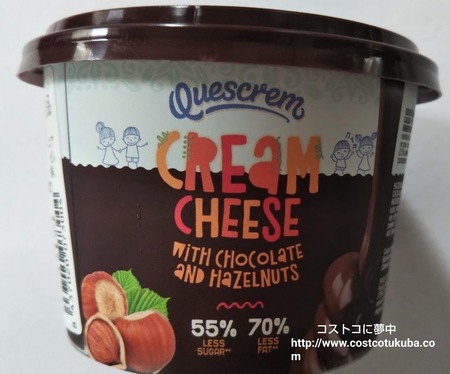 Quescrem
CREAM
CHEESE
WITH CHOCOLATE
AND HAZELNUTS
55% 70%
LESS LESS
SUGAR** FAT**
コストコに夢中
http://www.costcotukuba.co
m